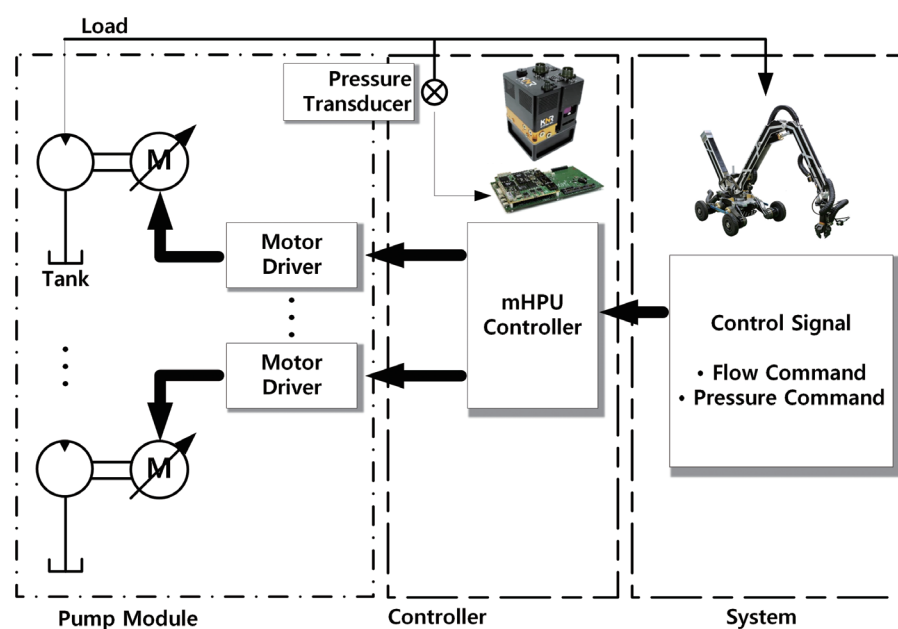 Load
Pressure
Transducer
KNR
M
Motor
Driver
Tank
mHPU
Controller
Control Signal
• Flow Command
• Pressure Command
Motor
Driver
M
Pump Module
Controller
System